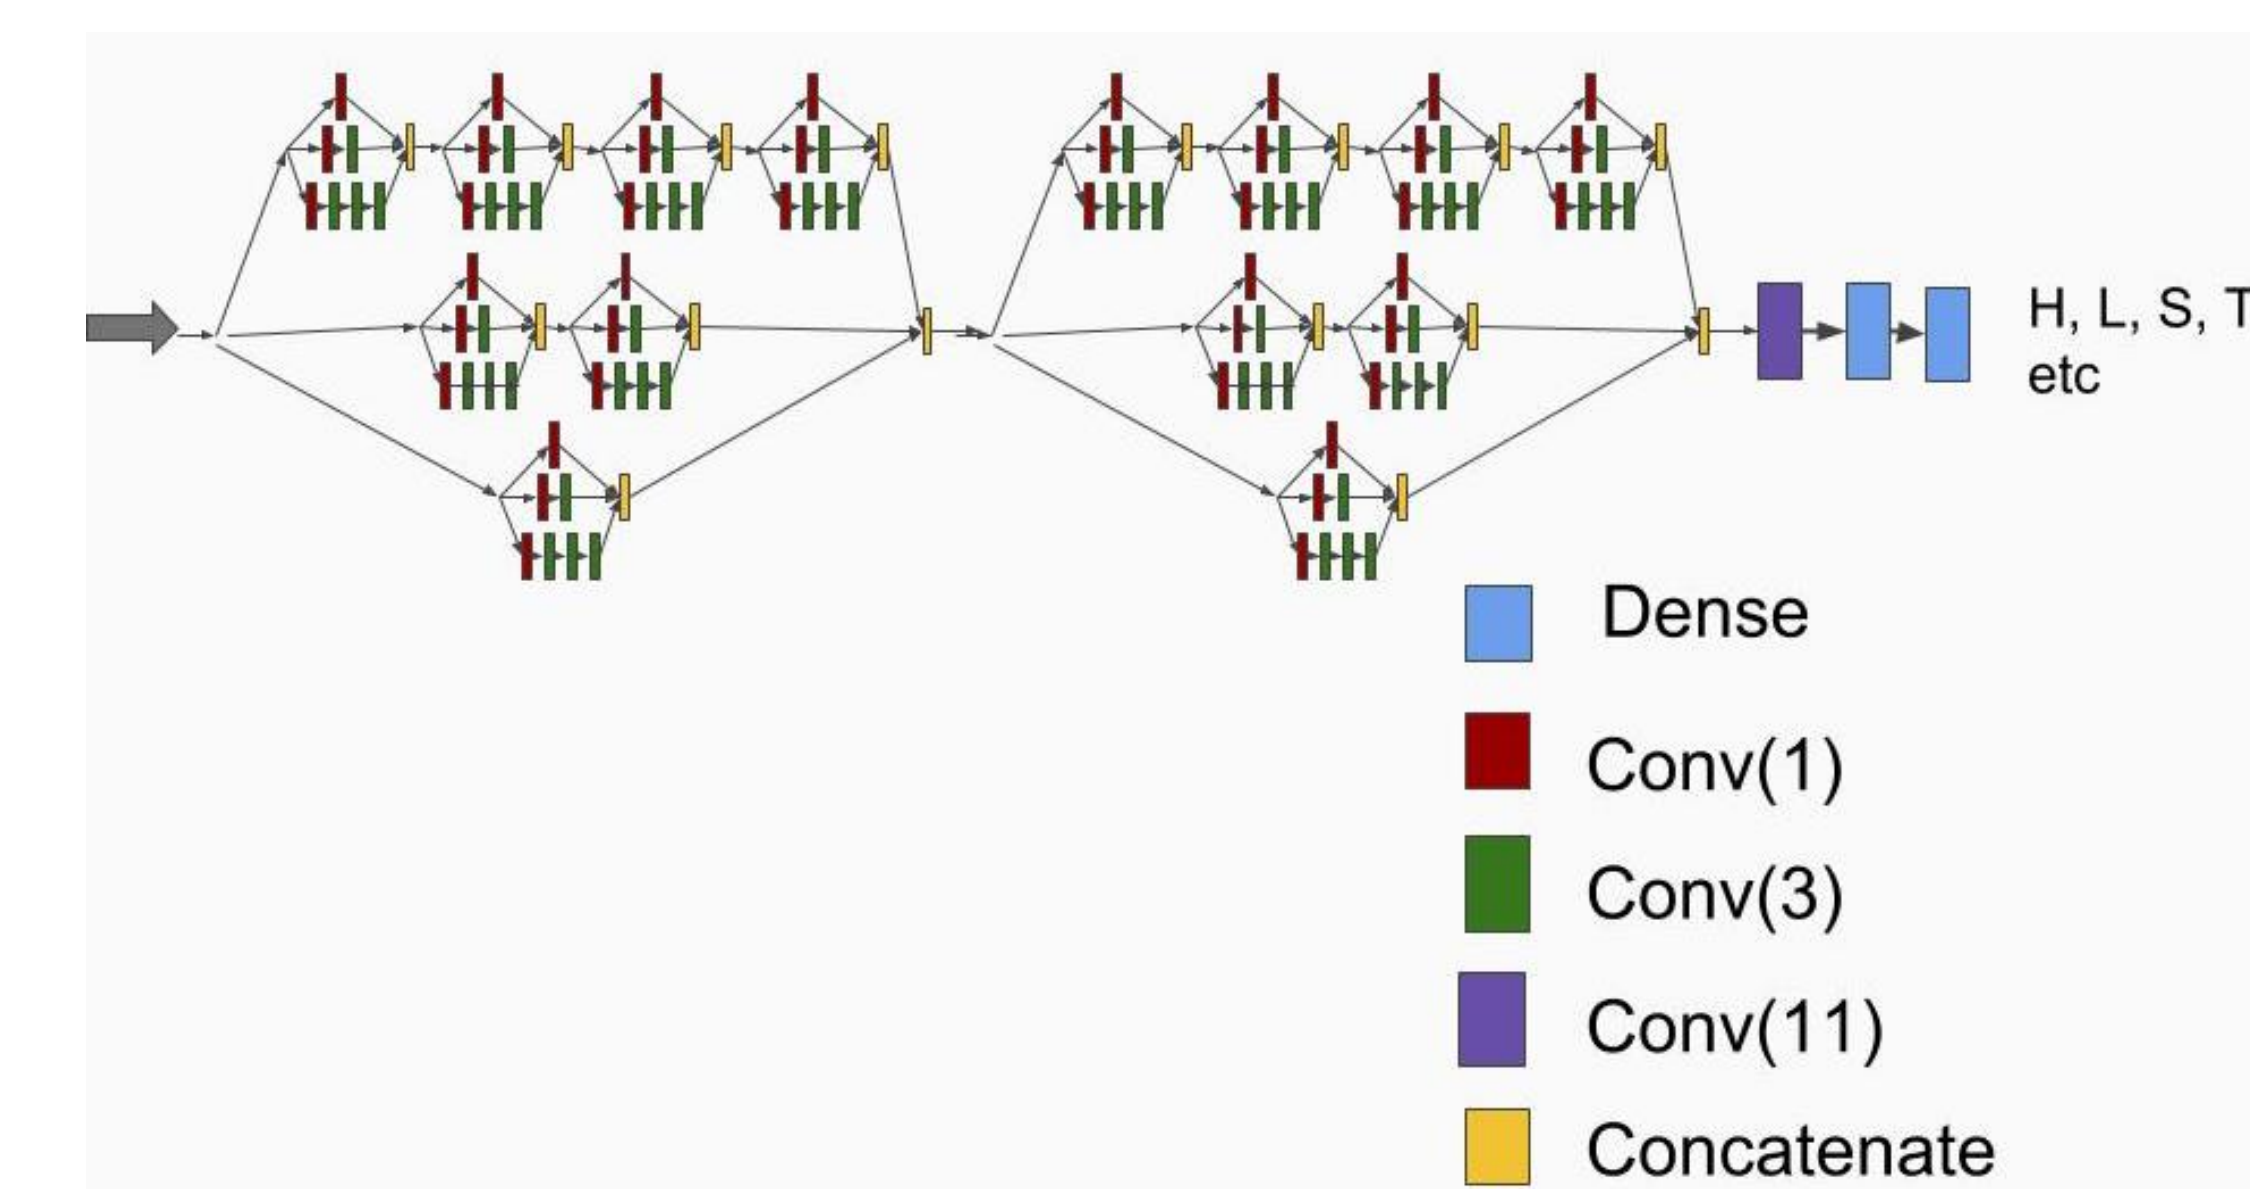 H, L, S, T
etc
Dense
Conv(1)
Conv(3)
Conv(11)
Concatenate